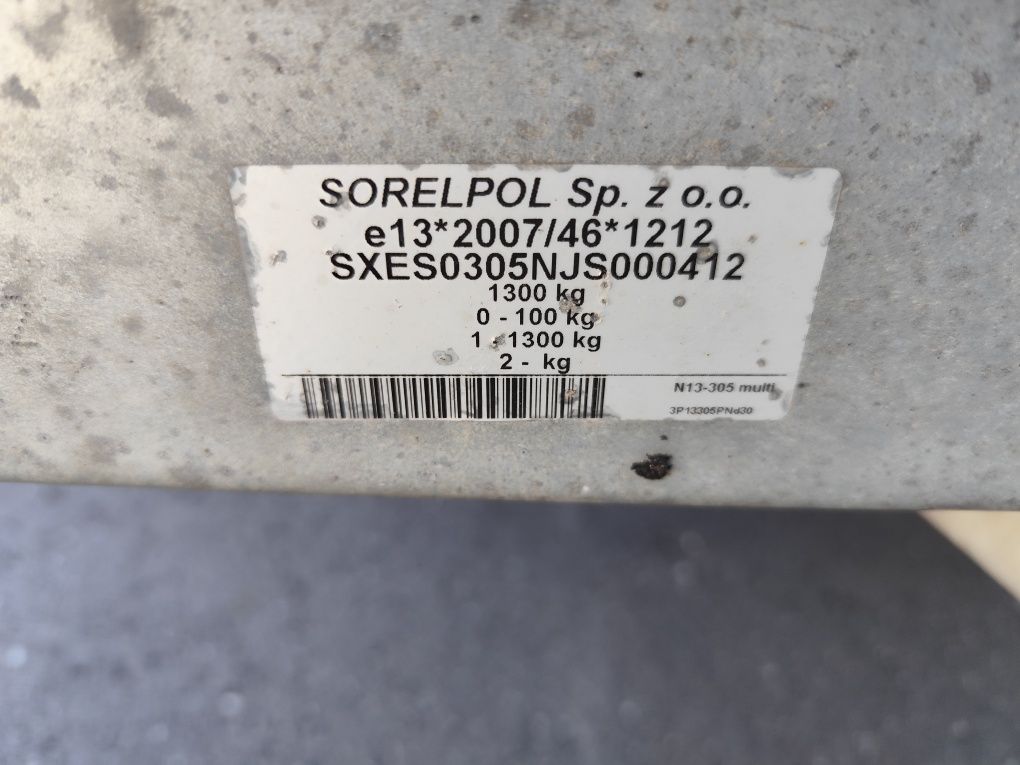 SORELPOL Sp. z o.o.
e13*2007/46*1212
SXES0305NJS000412
1300 kg
0 - 100 kg
1 - 1300 kg
2 - kg
N13-305 multi
3P13305PNd30